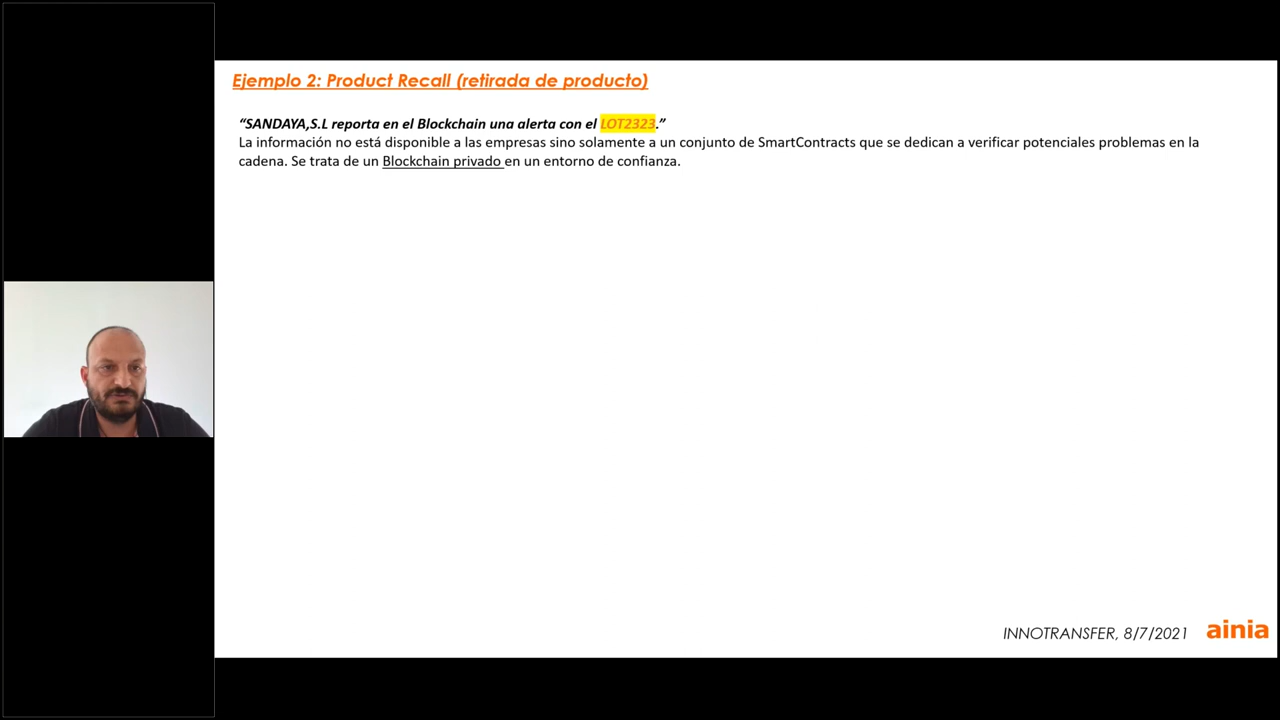 Ejemplo 2: Product Recall (retirada de producto)
“SANDAYA,S.L reporta en el Blockchain una alerta con el LOT2323.”
La información no está disponible a las empresas sino solamente a un conjunto de SmartContracts que se dedican a verificar potenciales problemas en la
cadena. Se trata de un Blockchain privado en un entorno de confianza.
INNOTRANSFER, 8/7/2021 ainia